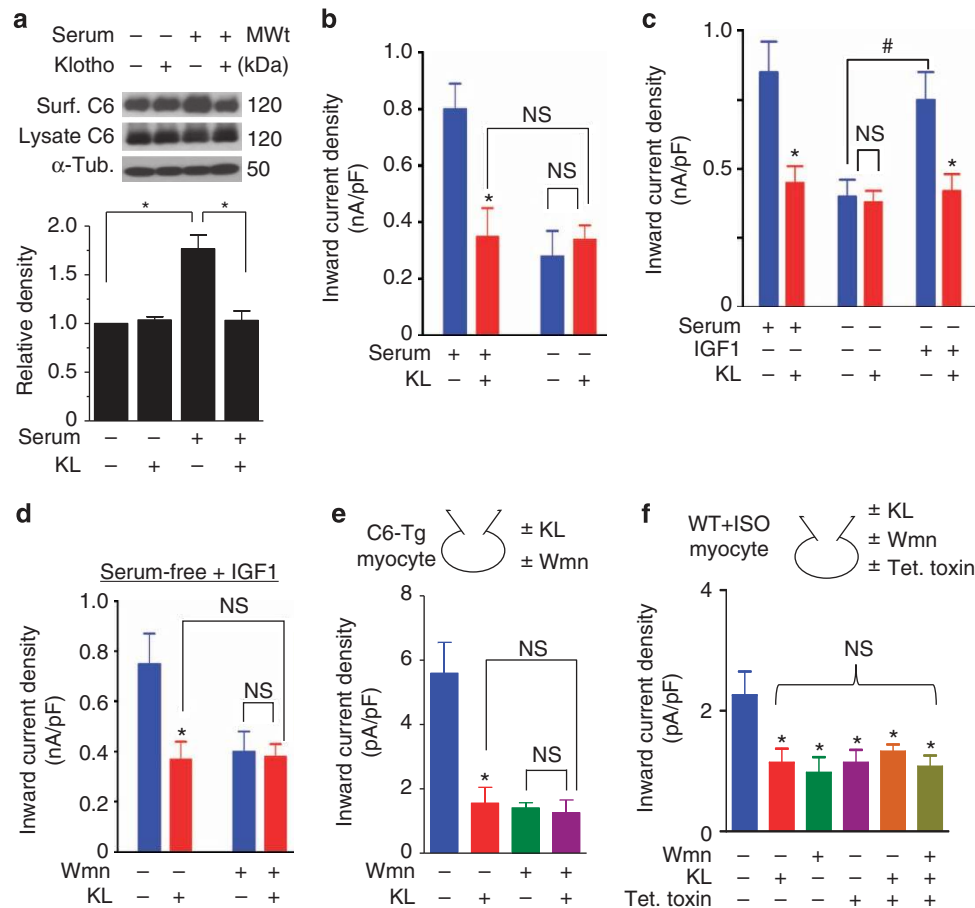 a
Serum – – + + MWt
Klotho – + – + (kDa)
Surf. C6 120
Lysate C6 120
α-Tub. 50
* *
Relative density
2.0
1.5
1.0
0.5
0
Serum – – + +
KL – + – +
b
Inward current density
(nA/pF)
1.0
0.8
0.6
0.4
0.2
0
NS
NS
*
Serum + + – –
KL – + – +
c
Inward current density
(nA/pF)
1.0
0.5
0
#
NS
* *
Serum + + – – – –
IGF1 – – – – + +
KL – + – + – +
d
Serum-free + IGF1
Inward current density
(nA/pF)
1.0
0.8
0.6
0.4
0.2
0
NS
NS
*
Wmn – – + +
KL – + – +
e
C6-Tg
myocyte
± KL
± Wmn
Inward current density
(pA/pF)
8
6
4
2
0
NS
NS
*
Wmn – – + +
KL – + – +
f
WT+ISO
myocyte
± KL
± Wmn
± Tet. toxin
Inward current density
(pA/pF)
4
2
0
NS
* * * * *
Wmn – – + – – +
KL – + – – + +
Tet. toxin – – – + + +